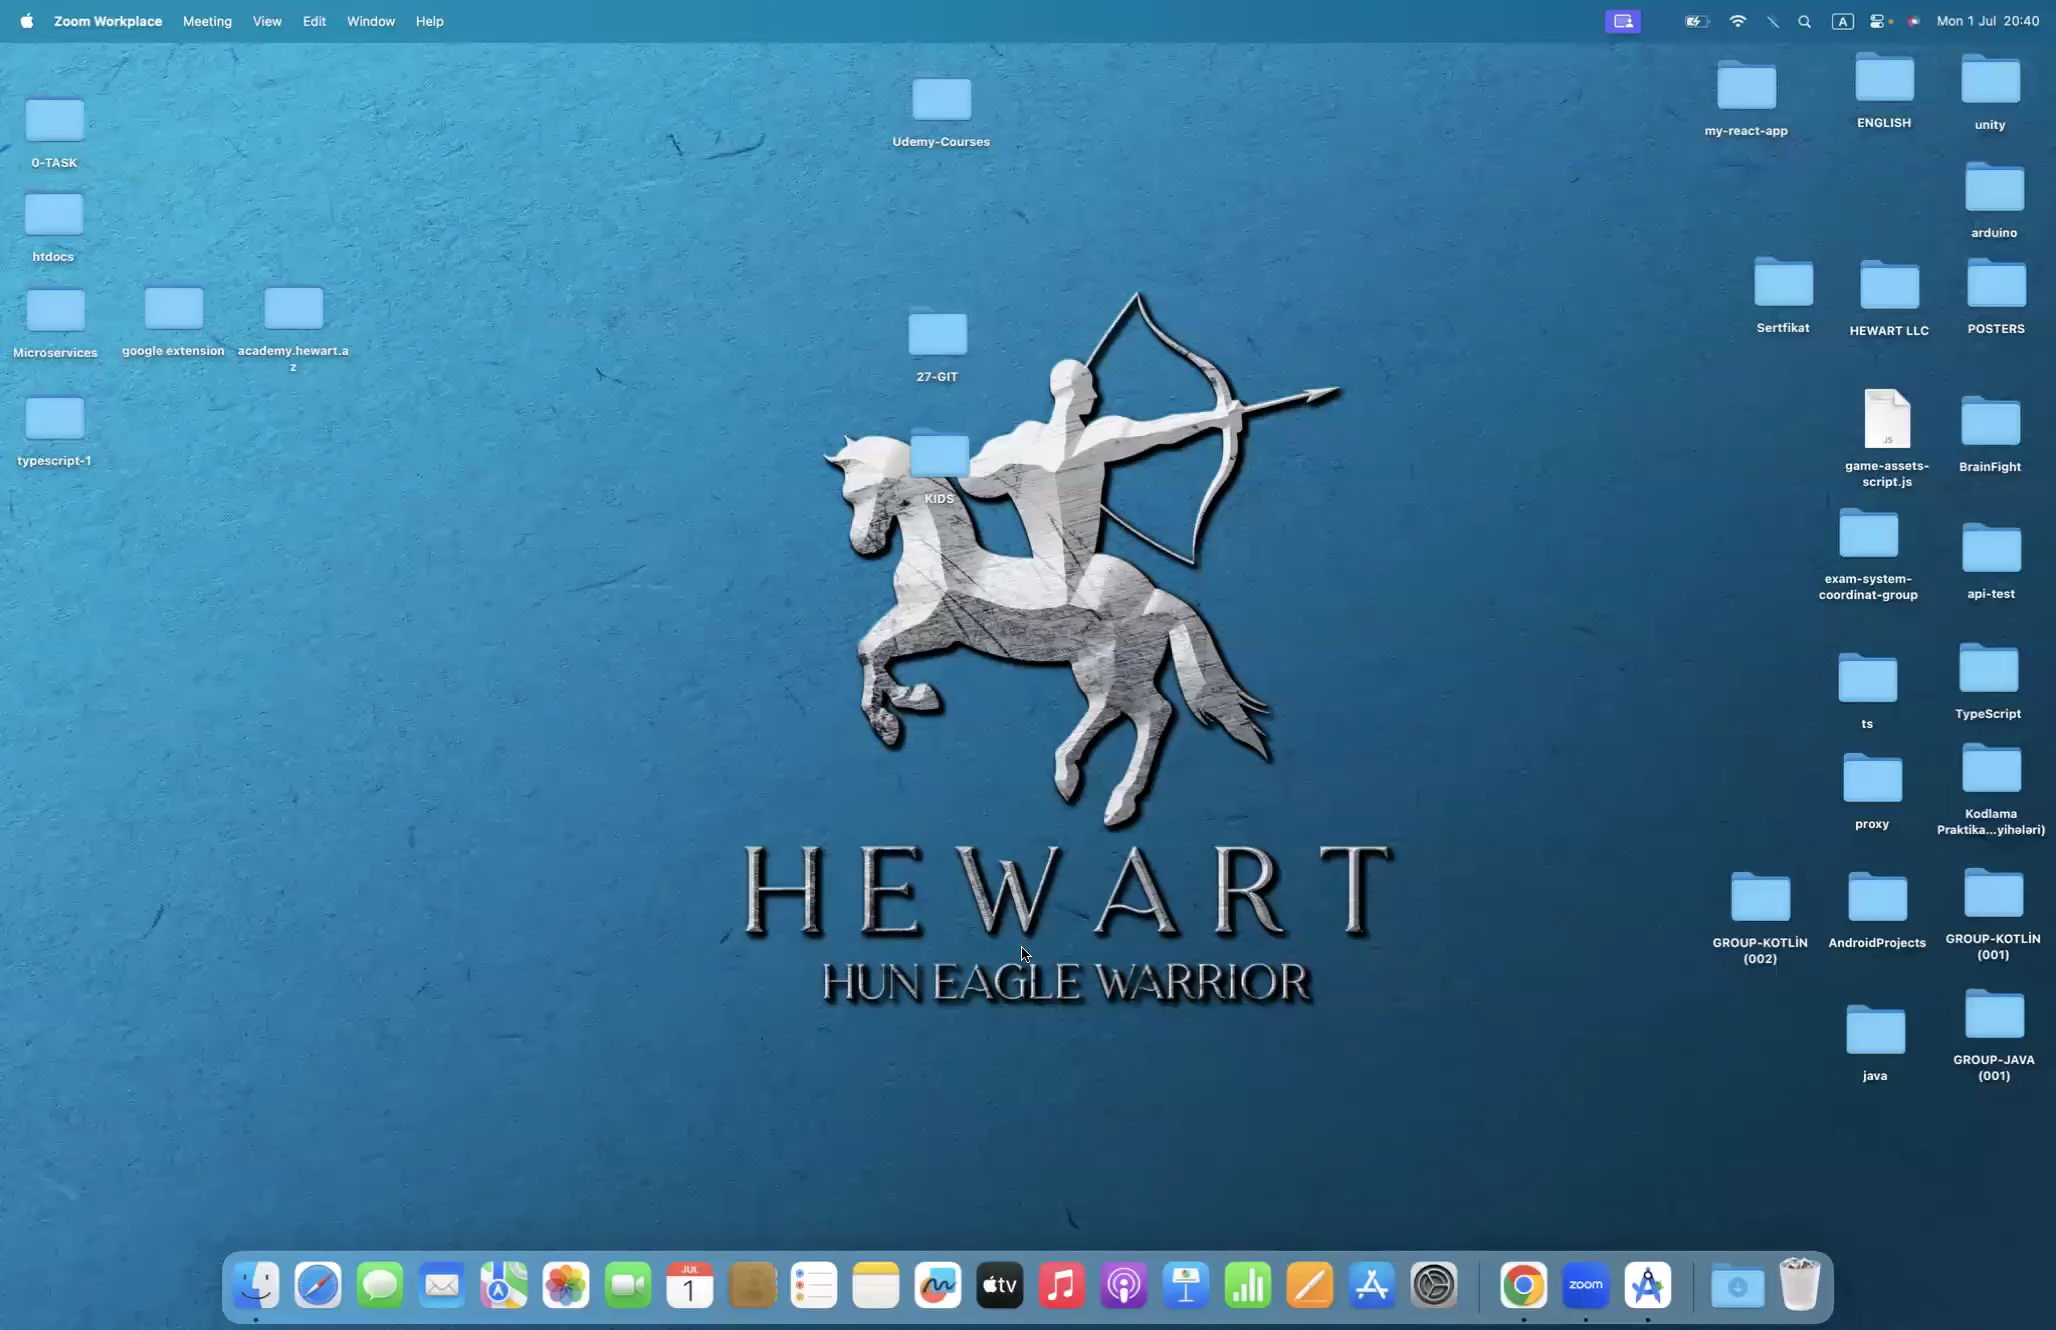 Zoom Workplace Meeting View Edit Window Help
A Mon 1 Jul 20:40
0-TASK
htdocs
Microservices
google extension
academy.hewart.a
z
typescript-1
Udemy-Courses
27-GIT
KIDS
my-react-app
ENGLISH
unity
arduino
Sertfikat
HEWART LLC
POSTERS
JS
game-assets-
script.js
BrainFight
exam-system-
coordinat-group
api-test
ts
TypeScript
proxy
Kodlama
Praktika...yihələri)
GROUP-KOTLİN
(002)
AndroidProjects
GROUP-KOTLİN
(001)
java
GROUP-JAVA
(001)
HEWART
HUN EAGLE WARRIOR
JUL
1
tv
zoom